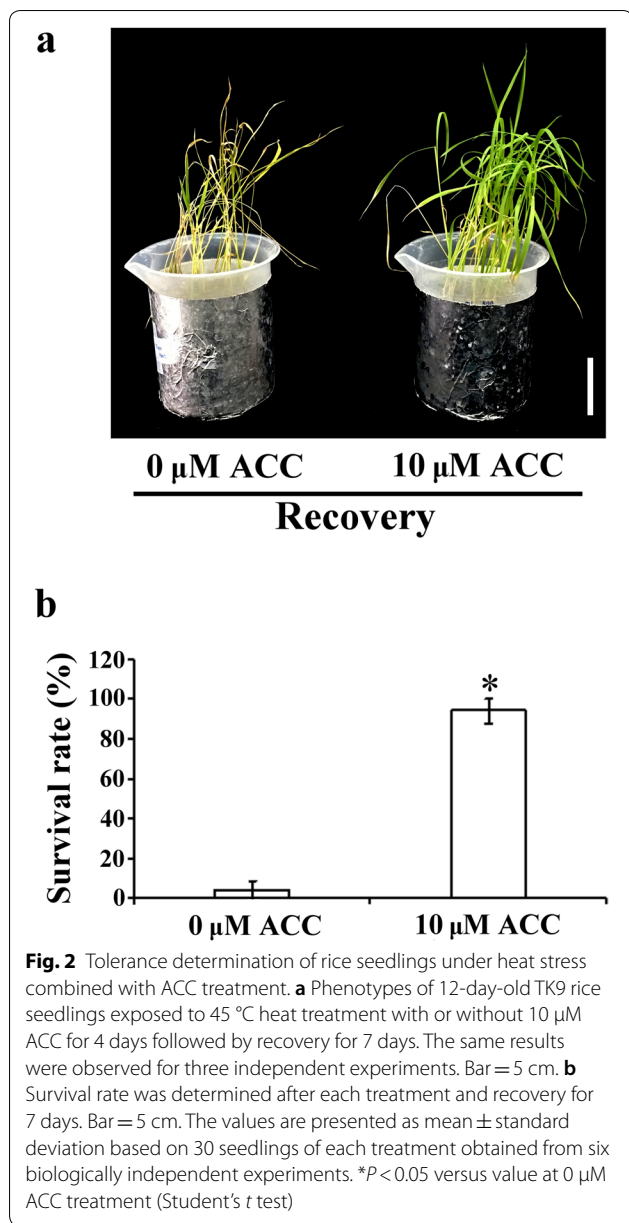 a
0 µM ACC 10 µM ACC
Recovery
b
Survival rate (%)
120
100
80
60
40
20
0
*
0 µM ACC 10 µM ACC
Fig. 2 Tolerance determination of rice seedlings under heat stress
combined with ACC treatment. a Phenotypes of 12-day-old TK9 rice
seedlings exposed to 45 °C heat treatment with or without 10 µM
ACC for 4 days followed by recovery for 7 days. The same results
were observed for three independent experiments. Bar = 5 cm. b
Survival rate was determined after each treatment and recovery for
7 days. Bar = 5 cm. The values are presented as mean ± standard
deviation based on 30 seedlings of each treatment obtained from six
biologically independent experiments. *P < 0.05 versus value at 0 µM
ACC treatment (Student's t test)